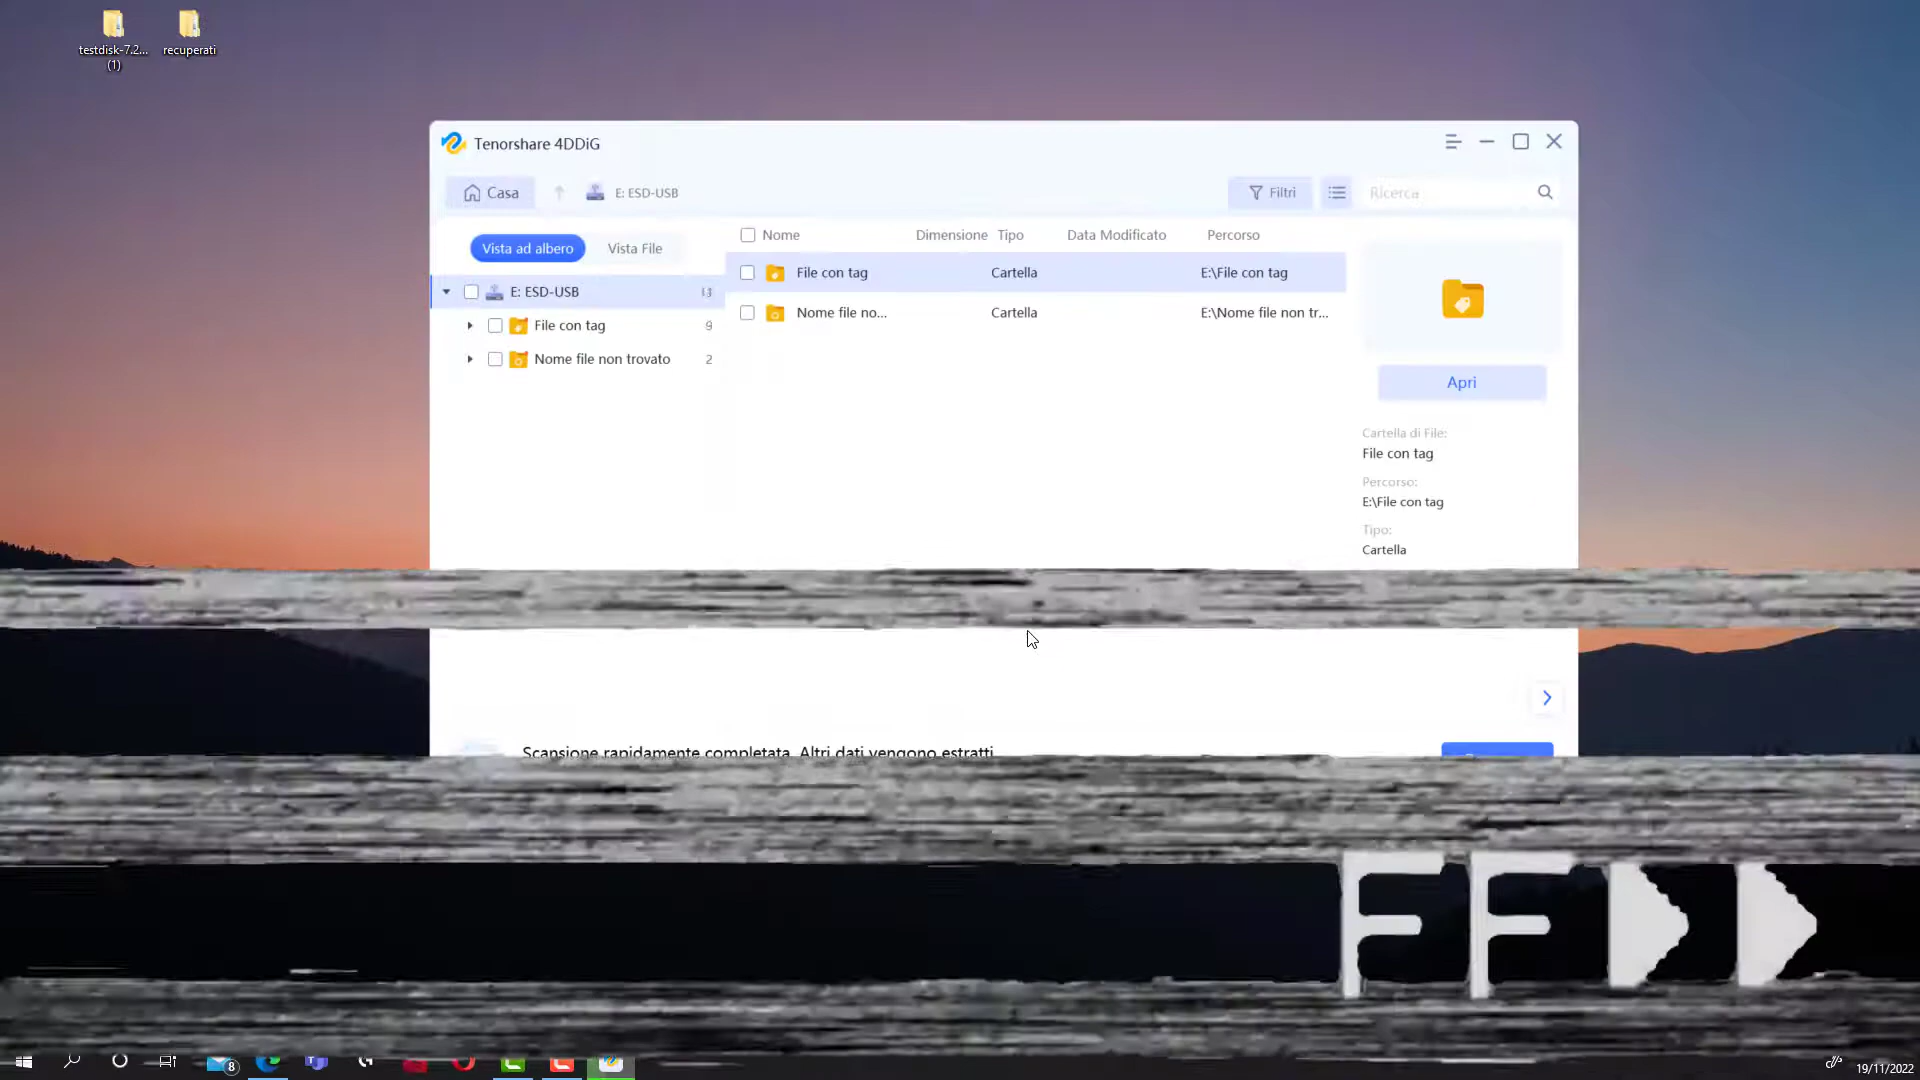 testdisk-7.2...
(1)
recuperati
Tenorshare 4DDiG
Casa
E: ESD-USB
Filtri
Ricerca
Vista ad albero
Vista File
Nome
Dimensione
Tipo
Data Modificato
Percorso
File con tag
Cartella
E:\File con tag
Nome file no...
Cartella
E:\Nome file non tr...
E: ESD-USB
13
File con tag
9
Nome file non trovato
2
Apri
Cartella di File:
File con tag
Percorso:
E:\File con tag
Tipo:
Cartella
Scansione rapidamente completata. Altri dati vengono estratti
FF
8
19/11/2022